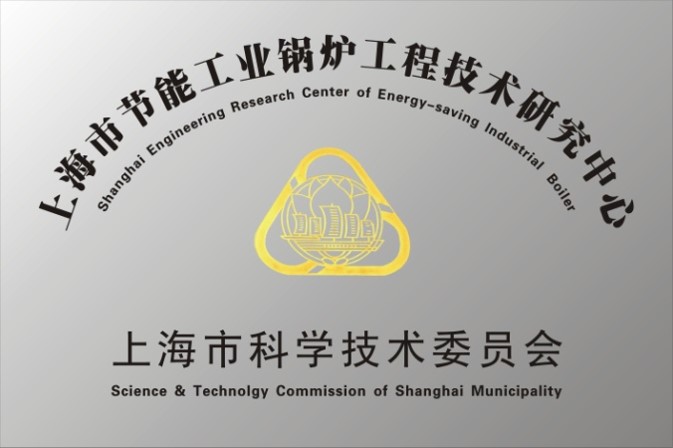 上海市节能工业锅炉工程技术研究中心
Shanghai Engineering Research Center of Energy-saving Industrial Boiler
上海市科学技术委员会
Science & Technolgy Commission of Shanghai Municipality